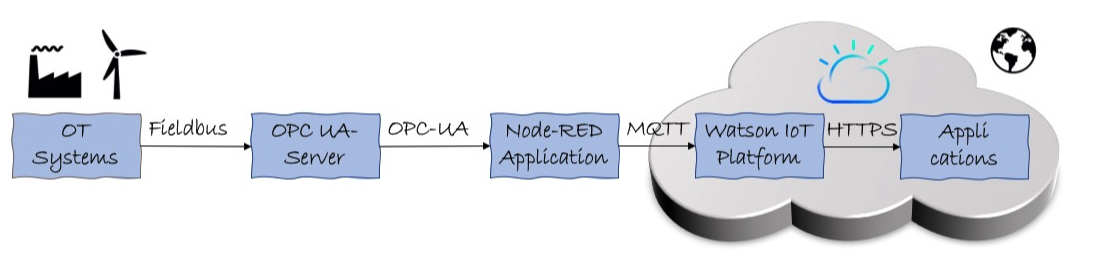 OT
Systems
Fieldbus
OPC UA-
Server
OPC-UA
Node-RED
Application
MQTT
Watson IoT
Platform
HTTPS
Appli
cations